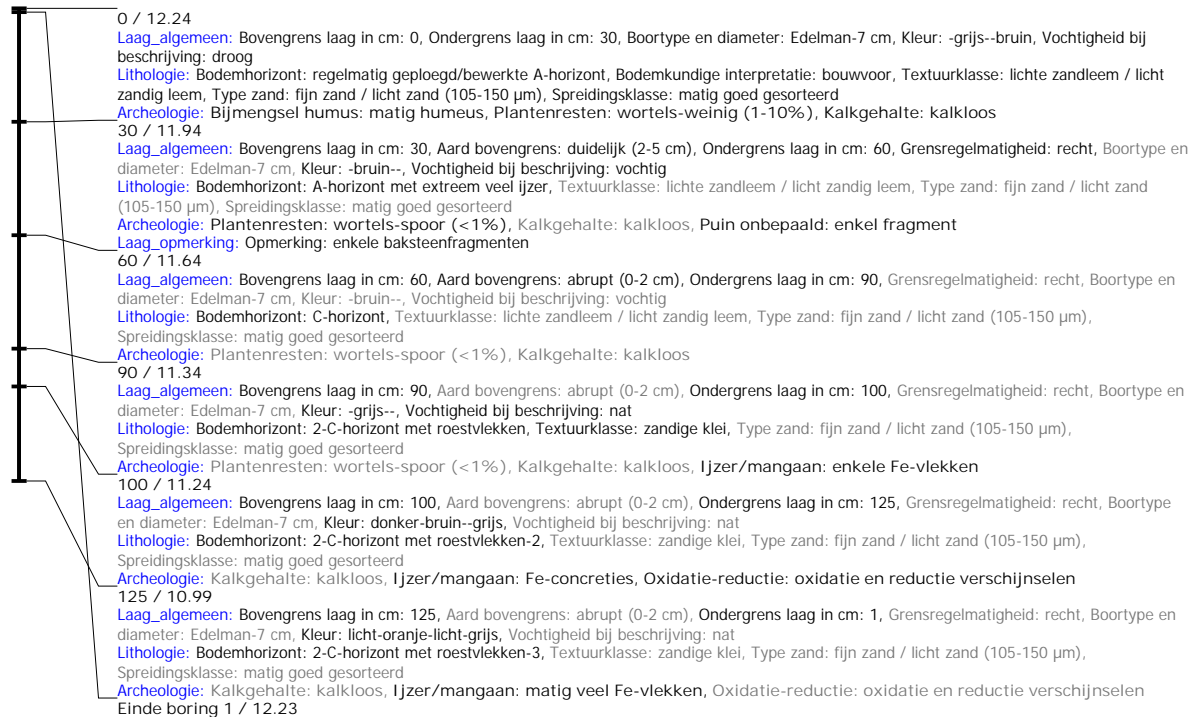 0 / 12.24
Laag_algemeen: Bovengrens laag in cm: 0, Ondergrens laag in cm: 30, Boortype en diameter: Edelman-7 cm, Kleur: -grijs--bruin, Vochtigheid bij
beschrijving: droog
Lithologie: Bodemhorizont: regelmatig geploegd/bewerkte A-horizont, Bodemkundige interpretatie: bouwvoor, Textuurklasse: lichte zandleem / licht
zandig leem, Type zand: fijn zand / licht zand (105-150 µm), Spreidingsklasse: matig goed gesorteerd
Archeologie: Bijmengsel humus: matig humeus, Plantenresten: wortels-weinig (1-10%), Kalkgehalte: kalkloos
30 / 11.94
Laag_algemeen: Bovengrens laag in cm: 30, Aard bovengrens: duidelijk (2-5 cm), Ondergrens laag in cm: 60, Grensregelmatigheid: recht, Boortype en
diameter: Edelman-7 cm, Kleur: -bruin--, Vochtigheid bij beschrijving: vochtig
Lithologie: Bodemhorizont: A-horizont met extreem veel ijzer, Textuurklasse: lichte zandleem / licht zandig leem, Type zand: fijn zand / licht zand
(105-150 µm), Spreidingsklasse: matig goed gesorteerd
Archeologie: Plantenresten: wortels-spoor (<1%), Kalkgehalte: kalkloos, Puin onbepaald: enkel fragment
Laag_opmerking: Opmerking: enkele baksteenfragmenten
60 / 11.64
Laag_algemeen: Bovengrens laag in cm: 60, Aard bovengrens: abrupt (0-2 cm), Ondergrens laag in cm: 90, Grensregelmatigheid: recht, Boortype en
diameter: Edelman-7 cm, Kleur: -bruin--, Vochtigheid bij beschrijving: vochtig
Lithologie: Bodemhorizont: C-horizont, Textuurklasse: lichte zandleem / licht zandig leem, Type zand: fijn zand / licht zand (105-150 µm),
Spreidingsklasse: matig goed gesorteerd
Archeologie: Plantenresten: wortels-spoor (<1%), Kalkgehalte: kalkloos
90 / 11.34
Laag_algemeen: Bovengrens laag in cm: 90, Aard bovengrens: abrupt (0-2 cm), Ondergrens laag in cm: 100, Grensregelmatigheid: recht, Boortype en
diameter: Edelman-7 cm, Kleur: -grijs--, Vochtigheid bij beschrijving: nat
Lithologie: Bodemhorizont: 2-C-horizont met roestvlekken, Textuurklasse: zandige klei, Type zand: fijn zand / licht zand (105-150 µm),
Spreidingsklasse: matig goed gesorteerd
Archeologie: Plantenresten: wortels-spoor (<1%), Kalkgehalte: kalkloos, Ijzer/mangaan: enkele Fe-vlekken
100 / 11.24
Laag_algemeen: Bovengrens laag in cm: 100, Aard bovengrens: abrupt (0-2 cm), Ondergrens laag in cm: 125, Grensregelmatigheid: recht, Boortype
en diameter: Edelman-7 cm, Kleur: donker-bruin--grijs, Vochtigheid bij beschrijving: nat
Lithologie: Bodemhorizont: 2-C-horizont met roestvlekken-2, Textuurklasse: zandige klei, Type zand: fijn zand / licht zand (105-150 µm),
Spreidingsklasse: matig goed gesorteerd
Archeologie: Kalkgehalte: kalkloos, Ijzer/mangaan: Fe-concreties, Oxidatie-reductie: oxidatie en reductie verschijnselen
125 / 10.99
Laag_algemeen: Bovengrens laag in cm: 125, Aard bovengrens: abrupt (0-2 cm), Ondergrens laag in cm: 1, Grensregelmatigheid: recht, Boortype en
diameter: Edelman-7 cm, Kleur: licht-oranje-licht-grijs, Vochtigheid bij beschrijving: nat
Lithologie: Bodemhorizont: 2-C-horizont met roestvlekken-3, Textuurklasse: zandige klei, Type zand: fijn zand / licht zand (105-150 µm),
Spreidingsklasse: matig goed gesorteerd
Archeologie: Kalkgehalte: kalkloos, Ijzer/mangaan: matig veel Fe-vlekken, Oxidatie-reductie: oxidatie en reductie verschijnselen
Einde boring 1 / 12.23